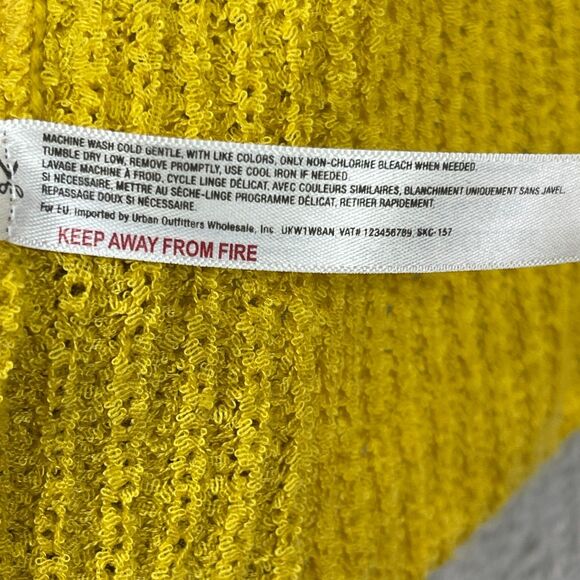 MACHINE WASH COLD GENTLE, WITH LIKE COLORS, ONLY NON-CHLORINE BLEACH WHEN NEEDED.
TUMBLE DRY LOW, REMOVE PROMPTLY, USE COOL IRON IF NEEDED.
LAVAGE MACHINE À FROID. CYCLE LINGE DÉLICAT, AVEC COULEURS SIMILAIRES, BLANCHIMENT UNIQUEMENT SANS JAVEL.
SI NÉCESSAIRE. METTRE AU SÈCHE-LINGE PROGRAMME DÉLICAT, RETIRER RAPIDEMENT.
REPASSAGE DOUX SI NÉCESSAIRE.
For EU. Imported by Urban Outfitters Wholesale, Inc. UKW1W8AN, VAT# 123456789, SKC-157
KEEP AWAY FROM FIRE